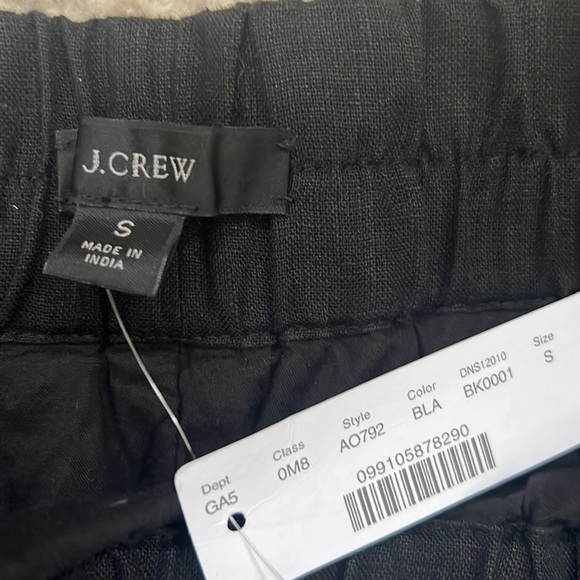 J.CREW
S
MADE IN
INDIA
Dept Class Style Color DNS12010 Size
GA5 0M8 AO792 BLA BK0001 S
099105878290